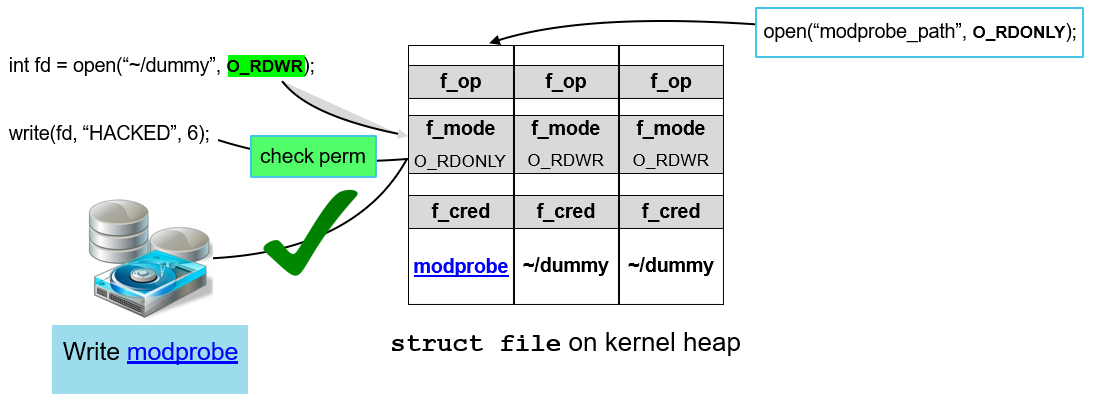 open(“modprobe_path”, O_RDONLY);
int fd = open(“~/dummy”, O_RDWR);
write(fd, “HACKED”, 6);
check perm
f_op f_op f_op
f_mode f_mode f_mode
O_RDONLY O_RDWR O_RDWR
f_cred f_cred f_cred
modprobe ~/dummy ~/dummy
struct file on kernel heap
Write modprobe